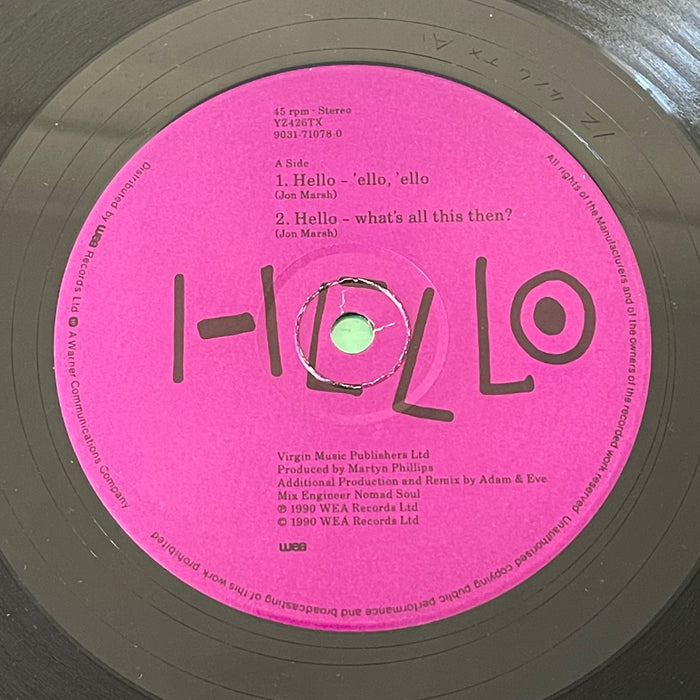 45 rpm · Stereo
YZ426TX
9031-71078-0
A Side
1. Hello - 'ello, 'ello
(Jon Marsh)
2. Hello - what's all this then?
(Jon Marsh)
HELLO
Virgin Music Publishers Ltd
Produced by Martyn Phillips
Additional Production and Remix by Adam & Eve.
Mix Engineer Nomad Soul
℗ 1990 WEA Records Ltd
© 1990 WEA Records Ltd
wea
All rights of the Manufacturers and of the owners of the recorded work reserved. Unauthorised copying public performance and broadcasting of this work prohibited
Distributed by wea Records Ltd A Warner Communications Company